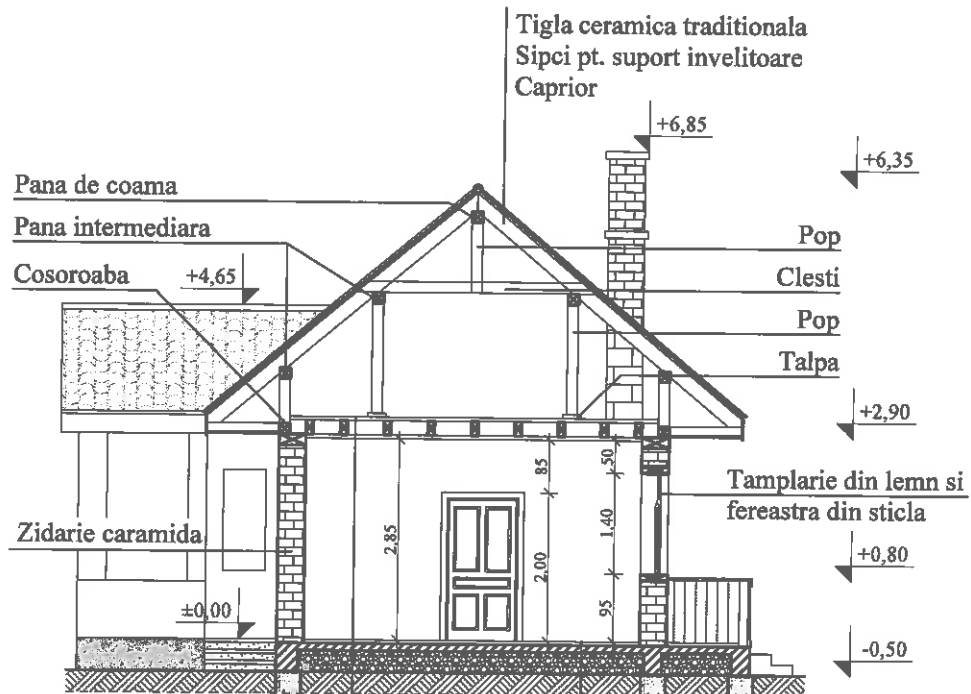 Tigla ceramica traditionala
Sipci pt. suport invelitoare
Caprior
+6,85
+6,35
Pana de coama
Pana intermediara
Pop
Cosoroaba
+4,65
Clesti
Pop
Talpa
+2,90
50
85
Tamplarie din lemn si
fereastra din sticla
Zidarie caramida
2,85
2,00
1,40
+0,80
±0,00
95
-0,50